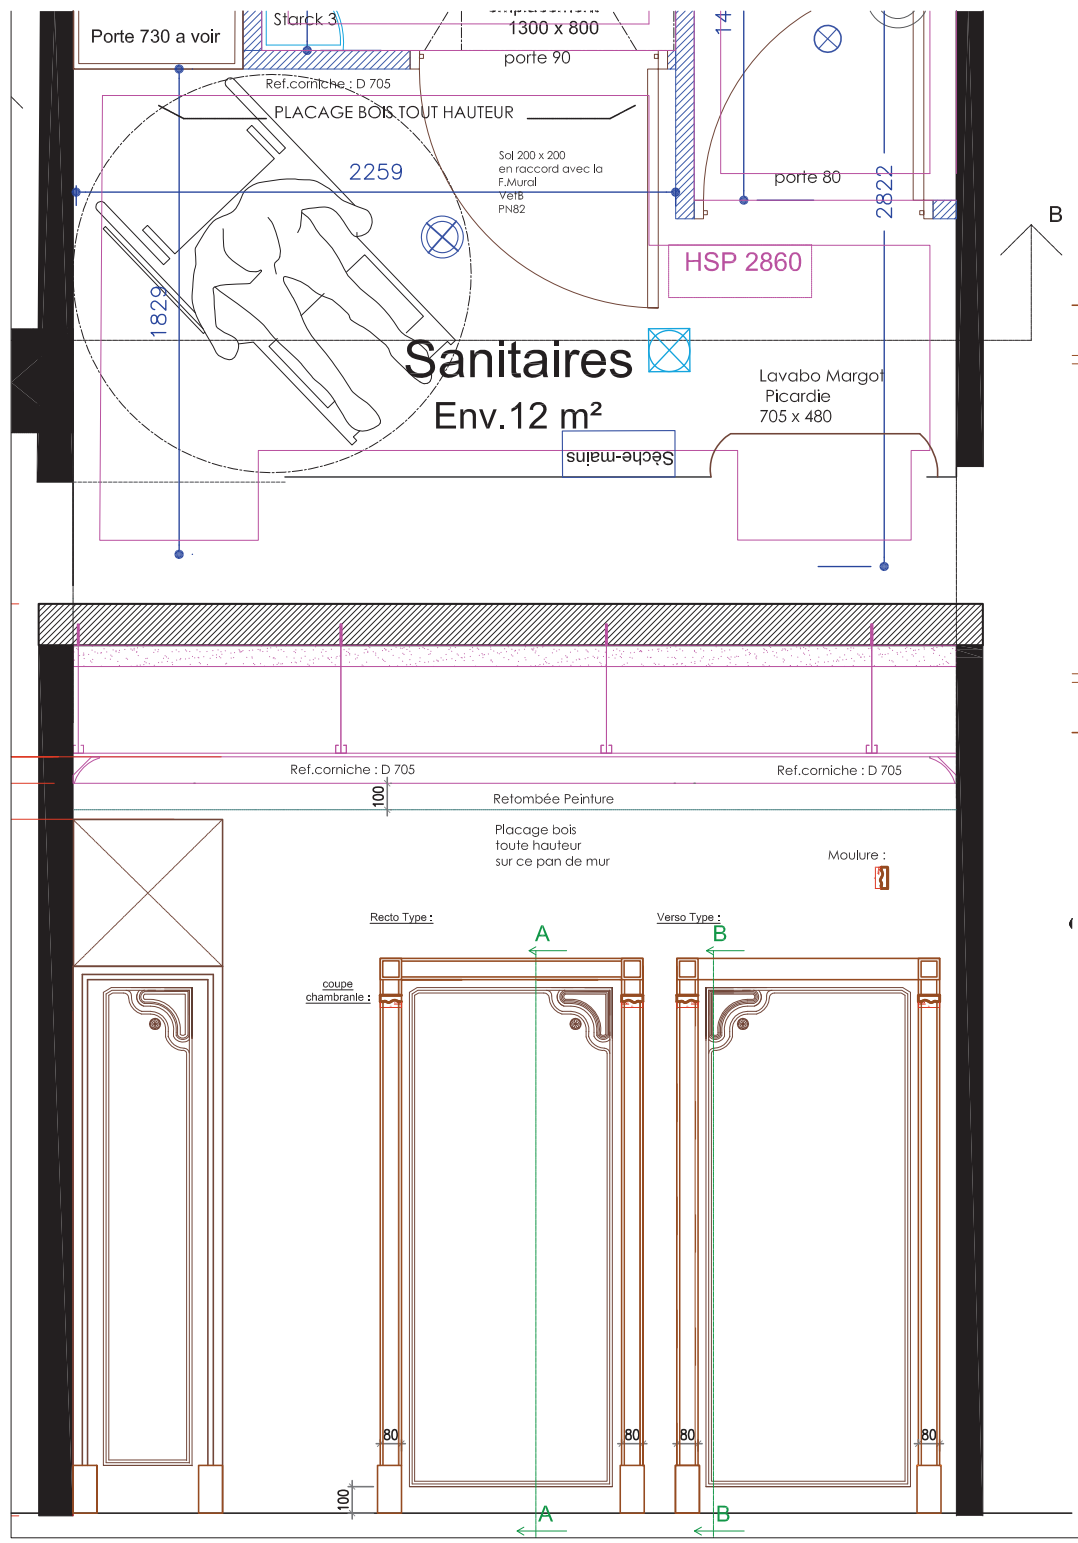 Starck 3
Porte 730 a voir
1300 x 800
porte 90
14
Ref.corniche : D 705
PLACAGE BOIS TOUT HAUTEUR
2259
Sol 200 x 200
en raccord avec la
F.Mural
VetB
PN82
porte 80
2822
B
HSP 2860
1829
Sanitaires
Env.12 m²
Lavabo Margot
Picardie
705 x 480
Sèche-mains
Ref.corniche : D 705
Ref.corniche : D 705
100
Retombée Peinture
Placage bois
toute hauteur
sur ce pan de mur
Moulure :
Recto Type :
Verso Type :
A
B
coupe
chambranle :
80
80
80
80
100
A
B